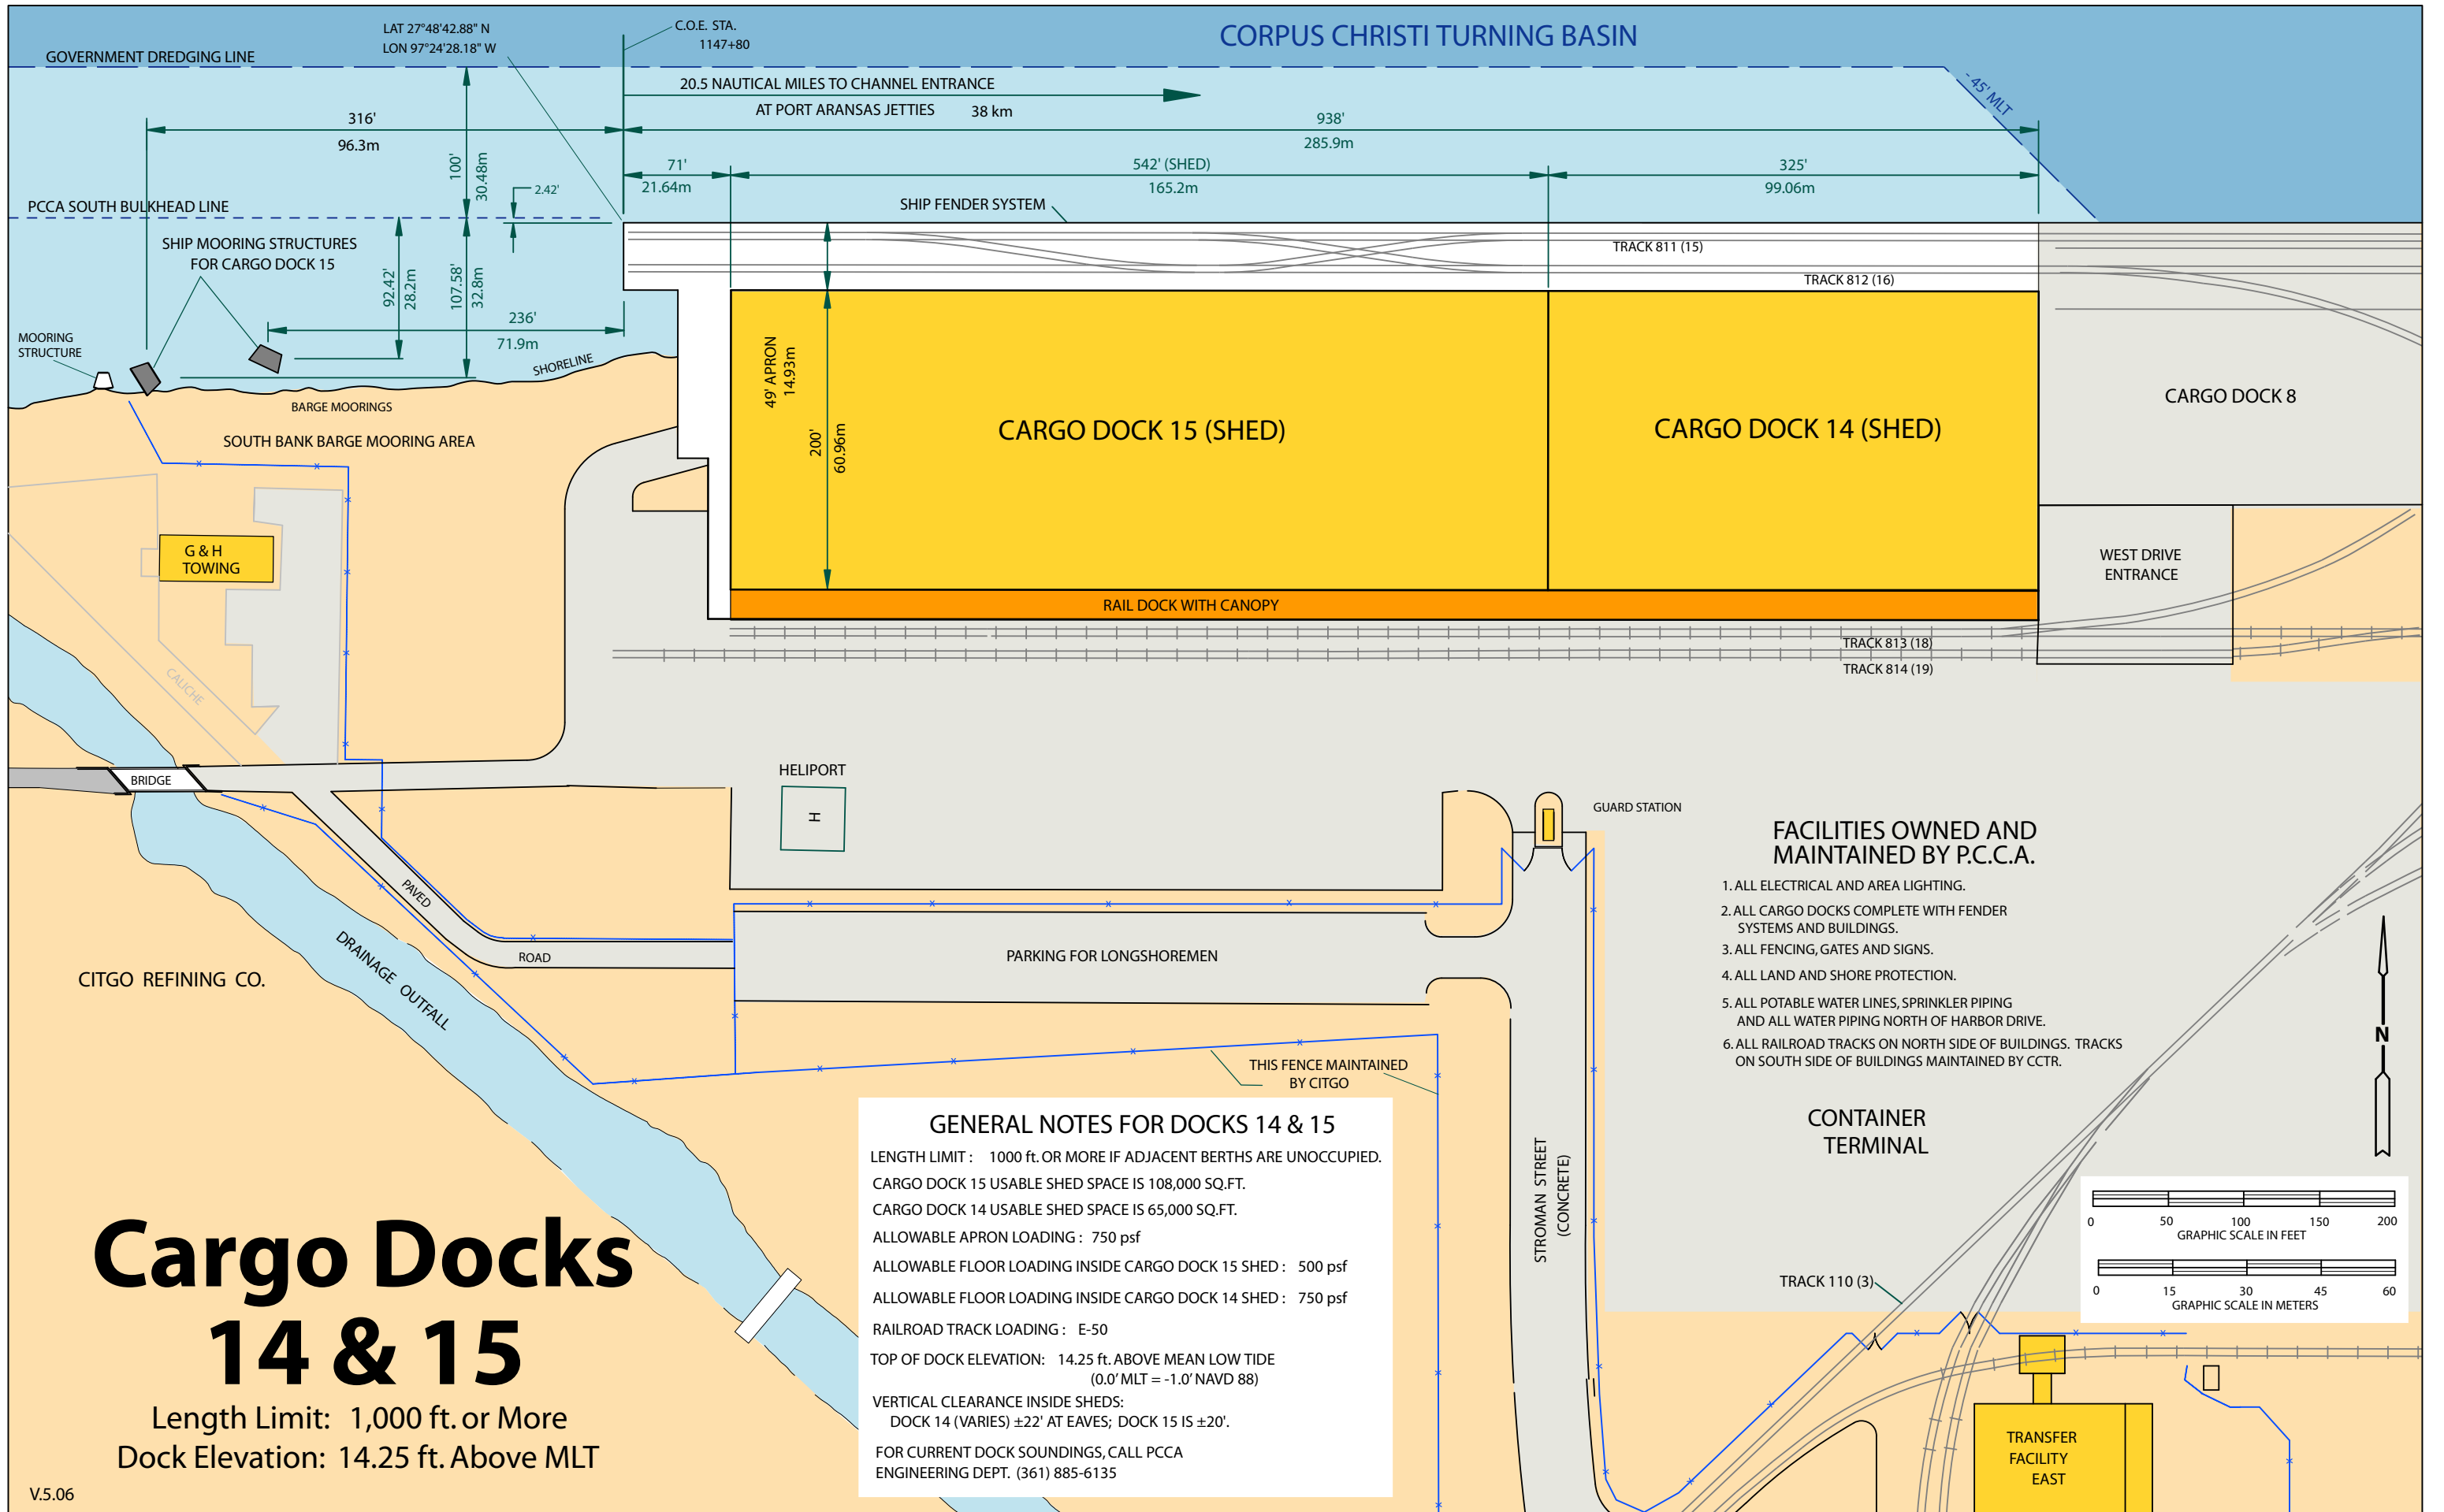 LAT 27°48'42.88" N
LON 97°24'28.18" W
C.O.E. STA.
1147+80
CORPUS CHRISTI TURNING BASIN
GOVERNMENT DREDGING LINE
20.5 NAUTICAL MILES TO CHANNEL ENTRANCE
AT PORT ARANSAS JETTIES 38 km
- 45' MLT
316'
96.3m
938'
285.9m
100'
30.48m
71'
21.64m
542' (SHED)
165.2m
325'
99.06m
2.42'
PCCA SOUTH BULKHEAD LINE
SHIP FENDER SYSTEM
SHIP MOORING STRUCTURES
FOR CARGO DOCK 15
92.42'
28.2m
107.58'
32.8m
236'
71.9m
MOORING
STRUCTURE
SHORELINE
TRACK 811 (15)
TRACK 812 (16)
49' APRON
14.93m
200'
60.96m
CARGO DOCK 15 (SHED)
CARGO DOCK 14 (SHED)
CARGO DOCK 8
BARGE MOORINGS
SOUTH BANK BARGE MOORING AREA
G & H
TOWING
WEST DRIVE
ENTRANCE
RAIL DOCK WITH CANOPY
TRACK 813 (18)
TRACK 814 (19)
CALICHE
BRIDGE
HELIPORT
H
GUARD STATION
PAVED
ROAD
DRAINAGE OUTFALL
CITGO REFINING CO.
PARKING FOR LONGSHOREMEN
FACILITIES OWNED AND
MAINTAINED BY P.C.C.A.
1. ALL ELECTRICAL AND AREA LIGHTING.
2. ALL CARGO DOCKS COMPLETE WITH FENDER
SYSTEMS AND BUILDINGS.
3. ALL FENCING, GATES AND SIGNS.
4. ALL LAND AND SHORE PROTECTION.
5. ALL POTABLE WATER LINES, SPRINKLER PIPING
AND ALL WATER PIPING NORTH OF HARBOR DRIVE.
6. ALL RAILROAD TRACKS ON NORTH SIDE OF BUILDINGS. TRACKS
ON SOUTH SIDE OF BUILDINGS MAINTAINED BY CCTR.
N
THIS FENCE MAINTAINED
BY CITGO
GENERAL NOTES FOR DOCKS 14 & 15
LENGTH LIMIT : 1000 ft. OR MORE IF ADJACENT BERTHS ARE UNOCCUPIED.
CARGO DOCK 15 USABLE SHED SPACE IS 108,000 SQ.FT.
CARGO DOCK 14 USABLE SHED SPACE IS 65,000 SQ.FT.
ALLOWABLE APRON LOADING : 750 psf
ALLOWABLE FLOOR LOADING INSIDE CARGO DOCK 15 SHED : 500 psf
ALLOWABLE FLOOR LOADING INSIDE CARGO DOCK 14 SHED : 750 psf
RAILROAD TRACK LOADING : E-50
TOP OF DOCK ELEVATION: 14.25 ft. ABOVE MEAN LOW TIDE
(0.0' MLT = -1.0' NAVD 88)
VERTICAL CLEARANCE INSIDE SHEDS:
DOCK 14 (VARIES) ±22' AT EAVES; DOCK 15 IS ±20'.
FOR CURRENT DOCK SOUNDINGS, CALL PCCA
ENGINEERING DEPT. (361) 885-6135
STROMAN STREET
(CONCRETE)
CONTAINER
TERMINAL
0 50 100 150 200
GRAPHIC SCALE IN FEET
0 15 30 45 60
GRAPHIC SCALE IN METERS
TRACK 110 (3)
TRANSFER
FACILITY
EAST
Cargo Docks
14 & 15
Length Limit: 1,000 ft. or More
Dock Elevation: 14.25 ft. Above MLT
V.5.06